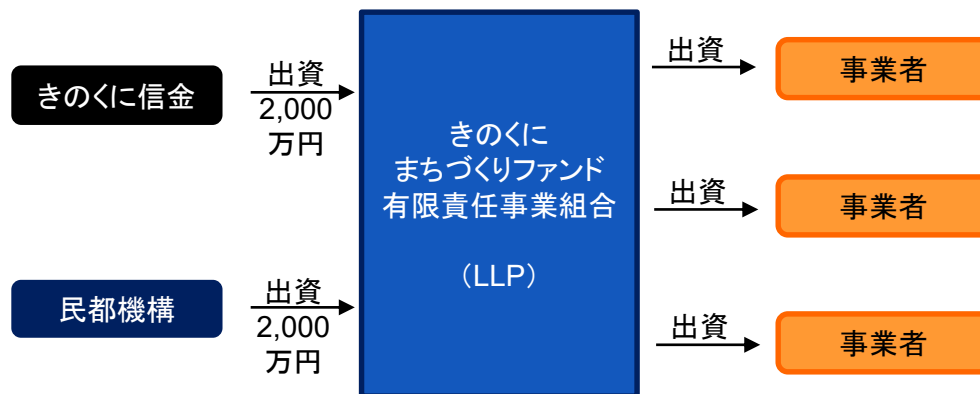 きのくに信金
出資
2,000
万円
民都機構
出資
2,000
万円
きのくに
まちづくりファンド
有限責任事業組合
（LLP）
出資
事業者
出資
事業者
出資
事業者